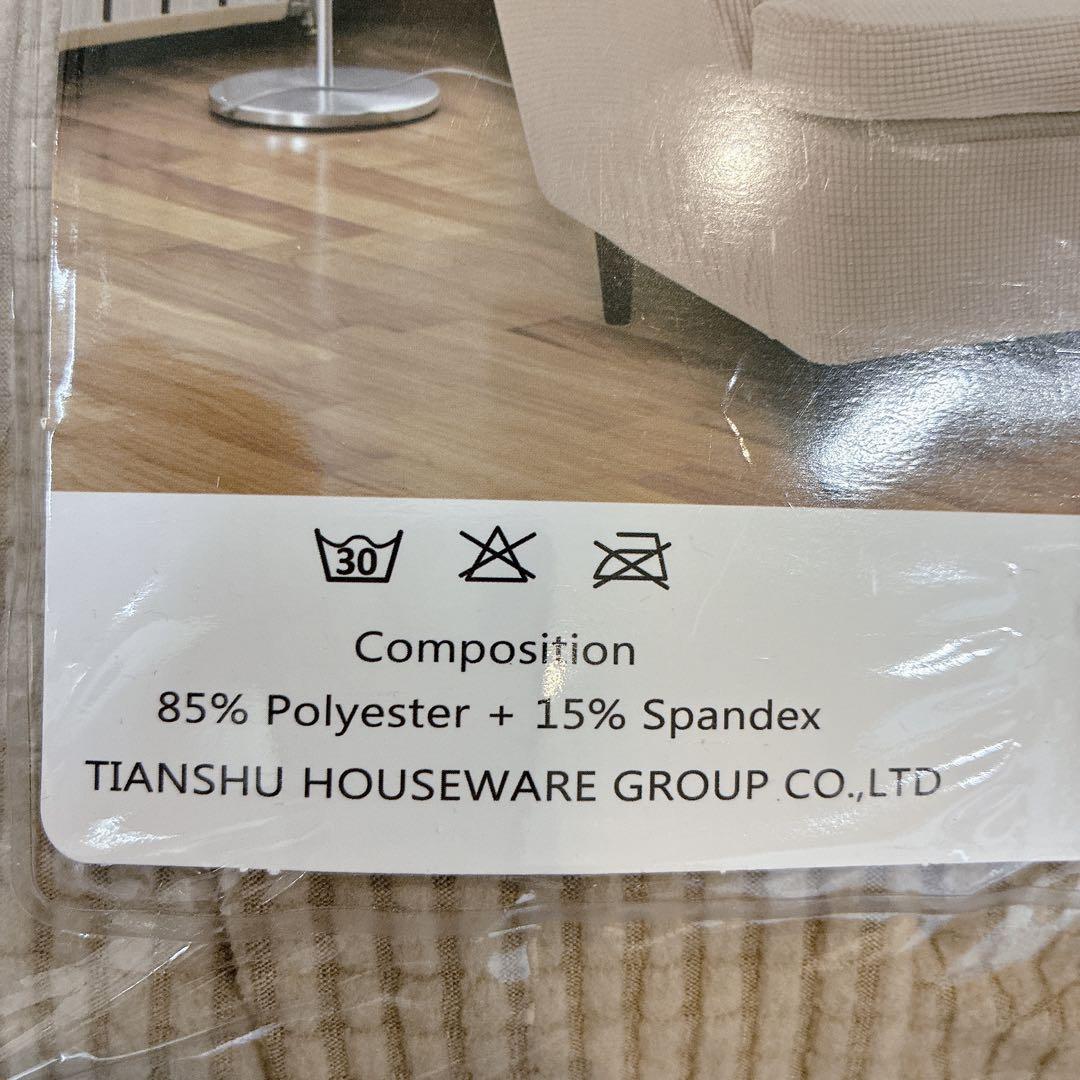 30
Composition
85% Polyester + 15% Spandex
TIANSHU HOUSEWARE GROUP CO.,LTD